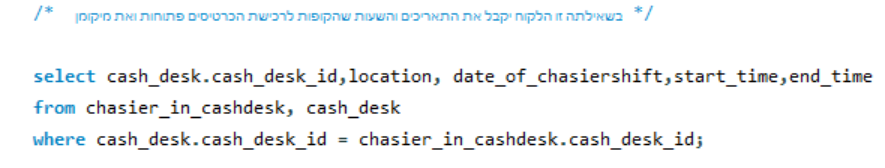 /* בשאילתה זו הלקוח יקבל את התאריכים והשעות שהקופות לרכישת הכרטיסים פתוחות ואת מיקומן */
select cash_desk.cash_desk_id,location, date_of_chasiershift,start_time,end_time
from chasier_in_cashdesk, cash_desk
where cash_desk.cash_desk_id = chasier_in_cashdesk.cash_desk_id;